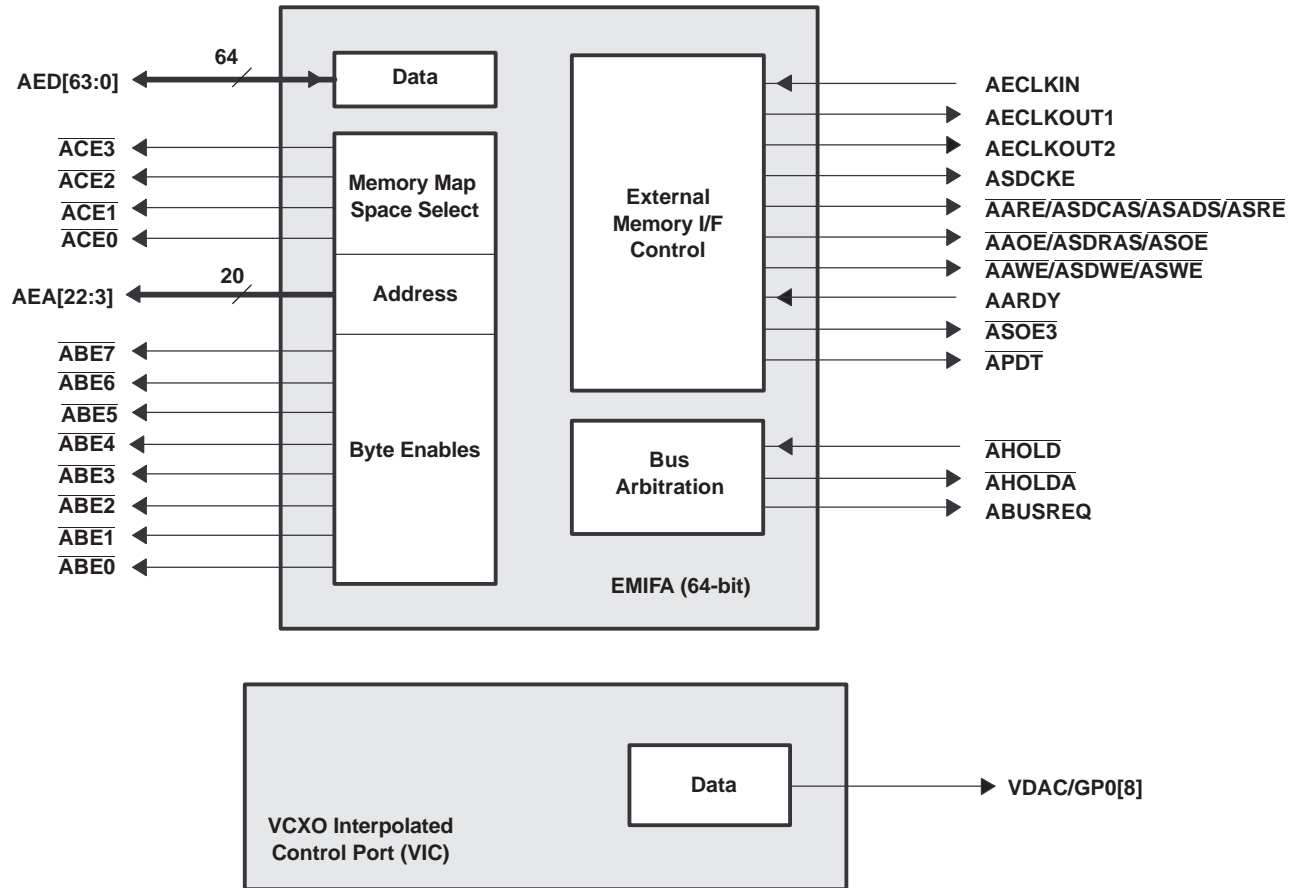 64
AED[63:0]
Data
ACE3
ACE2
ACE1
ACE0
Memory Map
Space Select
20
AEA[22:3]
Address
ABE7
ABE6
ABE5
ABE4
ABE3
ABE2
ABE1
ABE0
Byte Enables
External
Memory I/F
Control
AECLKIN
AECLKOUT1
AECLKOUT2
ASDCKE
AARE/ASDCAS/ASADS/ASRE
AAOE/ASDRAS/ASOE
AAWE/ASDWE/ASWE
AARDY
ASOE3
APDT
Bus
Arbitration
AHOLD
AHOLDA
ABUSREQ
EMIFA (64-bit)
Data
VDAC/GP0[8]
VCXO Interpolated
Control Port (VIC)